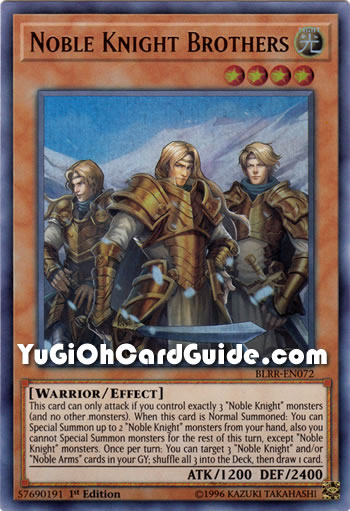 NOBLE KNIGHT BROTHERS
LIGHT
光
YuGiOhCardGuide.com
BLRR-EN072
[WARRIOR/EFFECT]
This card can only attack if you control exactly 3 "Noble Knight" monsters
(and no other monsters). When this card is Normal Summoned: You can
Special Summon up to 2 "Noble Knight" monsters from your hand, also you
cannot Special Summon monsters for the rest of this turn, except "Noble
Knight" monsters. Once per turn: You can target 3 "Noble Knight" and/or
"Noble Arms" cards in your GY; shuffle all 3 into the Deck, then draw 1 card.
ATK/1200 DEF/2400
57690191 1st Edition ©1996 KAZUKI TAKAHASHI